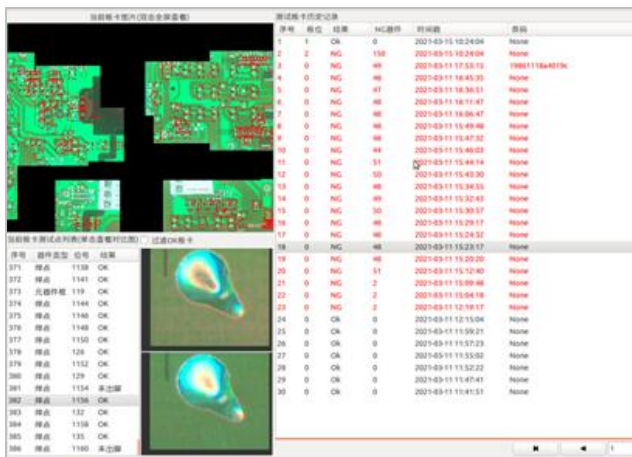 当前板卡图片(双击全屏查看)
测试板卡历史记录
序号 板位 结果 NG器件 时间戳 条码
1 1 Ok 0 2021-03-15 10:24:04 None
2 2 NG 150 2021-03-15 10:24:04 None
3 0 NG 49 2021-03-11 17:53:15 19861118a4019c
4 0 NG 46 2021-03-11 16:45:35 None
5 0 NG 47 2021-03-11 16:36:51 None
6 0 NG 48 2021-03-11 16:11:47 None
7 0 NG 48 2021-03-11 16:06:47 None
8 0 NG 46 2021-03-11 15:49:48 None
9 0 NG 46 2021-03-11 15:47:32 None
10 0 NG 44 2021-03-11 15:46:03 None
11 0 NG 51 2021-03-11 15:44:14 None
12 0 NG 50 2021-03-11 15:43:30 None
13 0 NG 48 2021-03-11 15:34:55 None
14 0 NG 49 2021-03-11 15:32:43 None
15 0 NG 50 2021-03-11 15:30:57 None
16 0 NG 46 2021-03-11 15:29:17 None
17 0 NG 46 2021-03-11 15:24:32 None
18 0 NG 48 2021-03-11 15:23:17 None
19 0 NG 48 2021-03-11 15:20:20 None
20 0 NG 51 2021-03-11 15:12:40 None
21 0 NG 2 2021-03-11 15:09:48 None
22 0 NG 2 2021-03-11 15:04:18 None
23 0 NG 2 2021-03-11 12:19:17 None
24 0 Ok 0 2021-03-11 12:15:04 None
25 0 Ok 0 2021-03-11 11:59:21 None
26 0 Ok 0 2021-03-11 11:57:23 None
27 0 Ok 0 2021-03-11 11:55:02 None
28 0 Ok 0 2021-03-11 11:52:22 None
29 0 Ok 0 2021-03-11 11:47:41 None
30 0 Ok 0 2021-03-11 11:41:51 None
当前板卡测试点列表(单击查看对比图) 过滤OK板卡
序号 器件类型 位号 结果
371 焊点 1138 OK
372 焊点 1141 OK
373 元器件框 119 OK
374 焊点 1144 OK
375 焊点 1146 OK
376 焊点 1148 OK
377 焊点 1150 OK
378 焊点 126 OK
379 焊点 1152 OK
380 焊点 129 OK
381 焊点 1154 未出脚
382 焊点 1156 OK
383 焊点 132 OK
384 焊点 1158 OK
385 焊点 135 OK
386 焊点 1160 未出脚
1